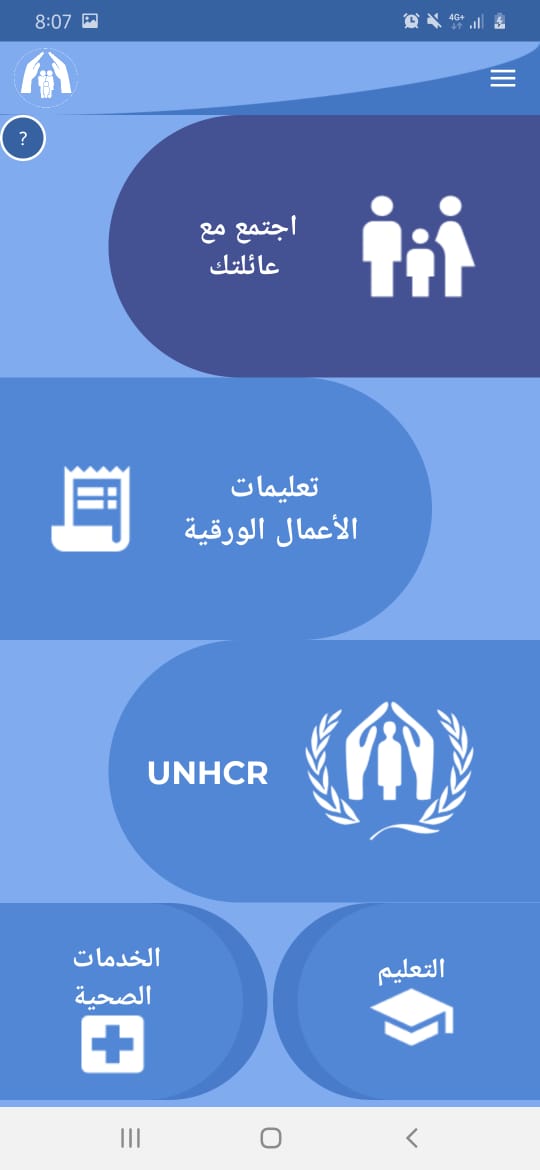 8:07
4G+
?
اجتمع مع
عائلتك
تعليمات
الأعمال الورقية
UNHCR
التعليم
الخدمات
الصحية